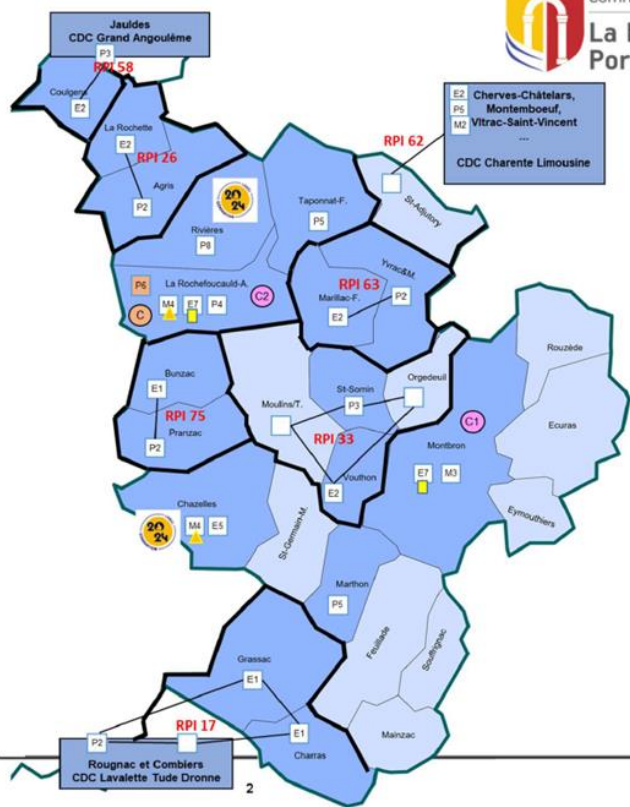 Jauldes
CDC Grand Angoulême
P3
RPI 58
Coulgens
E2
La Rochette
E2
RPI 26
Agris
P2
La
Por
E2 Cherves-Châtelars,
P5 Montemboeuf,
M2 Vitrac-Saint-Vincent
...
CDC Charente Limousine
RPI 62
St-Adjutory
2024
Taponnat-F.
P5
Rivières
P8
Yvrac&M.
RPI 63
Marillac-F.
P2
E2
La Rochefoucauld-A.
P6
C
M4 E7 P4
C2
Bunzac
E1
RPI 75
Pranzac
P2
Moulins/T.
St-Sornin
P3
Orgedeuil
RPI 33
Vouthon
E2
Rouzède
Ecuras
Eymouthiers
C1
Montbron
E7 M3
Chazelles
2024
M4 E5
St-Germain-M.
Marthon
P5
Feuillade
Souffrignac
Mainzac
Grassac
E1
RPI 17
P2
E1
Charras
Rougnac et Combiers
CDC Lavalette Tude Dronne
2